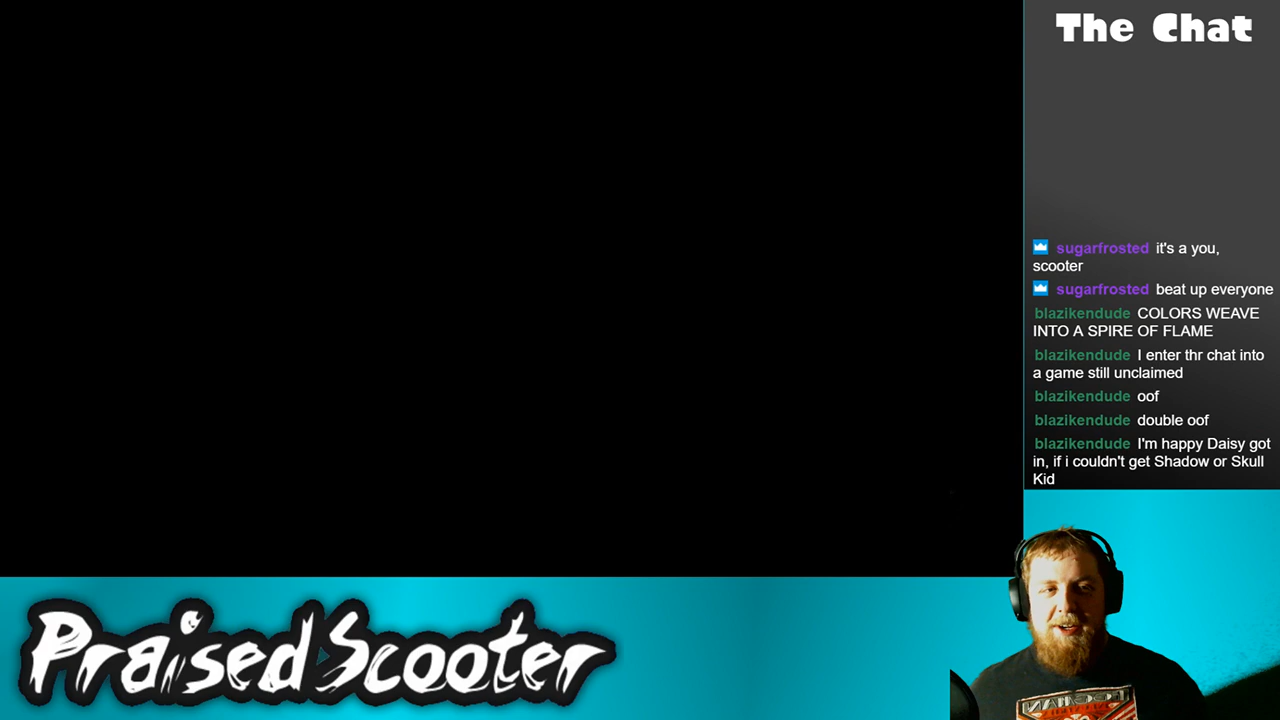 The Chat
sugarfrosted it's a you,
scooter
sugarfrosted beat up everyone
blazikendude COLORS WEAVE
INTO A SPIRE OF FLAME
blazikendude I enter thr chat into
a game still unclaimed
blazikendude oof
blazikendude double oof
blazikendude I'm happy Daisy got
in, if i couldn't get Shadow or Skull
Kid
PraisedScooter